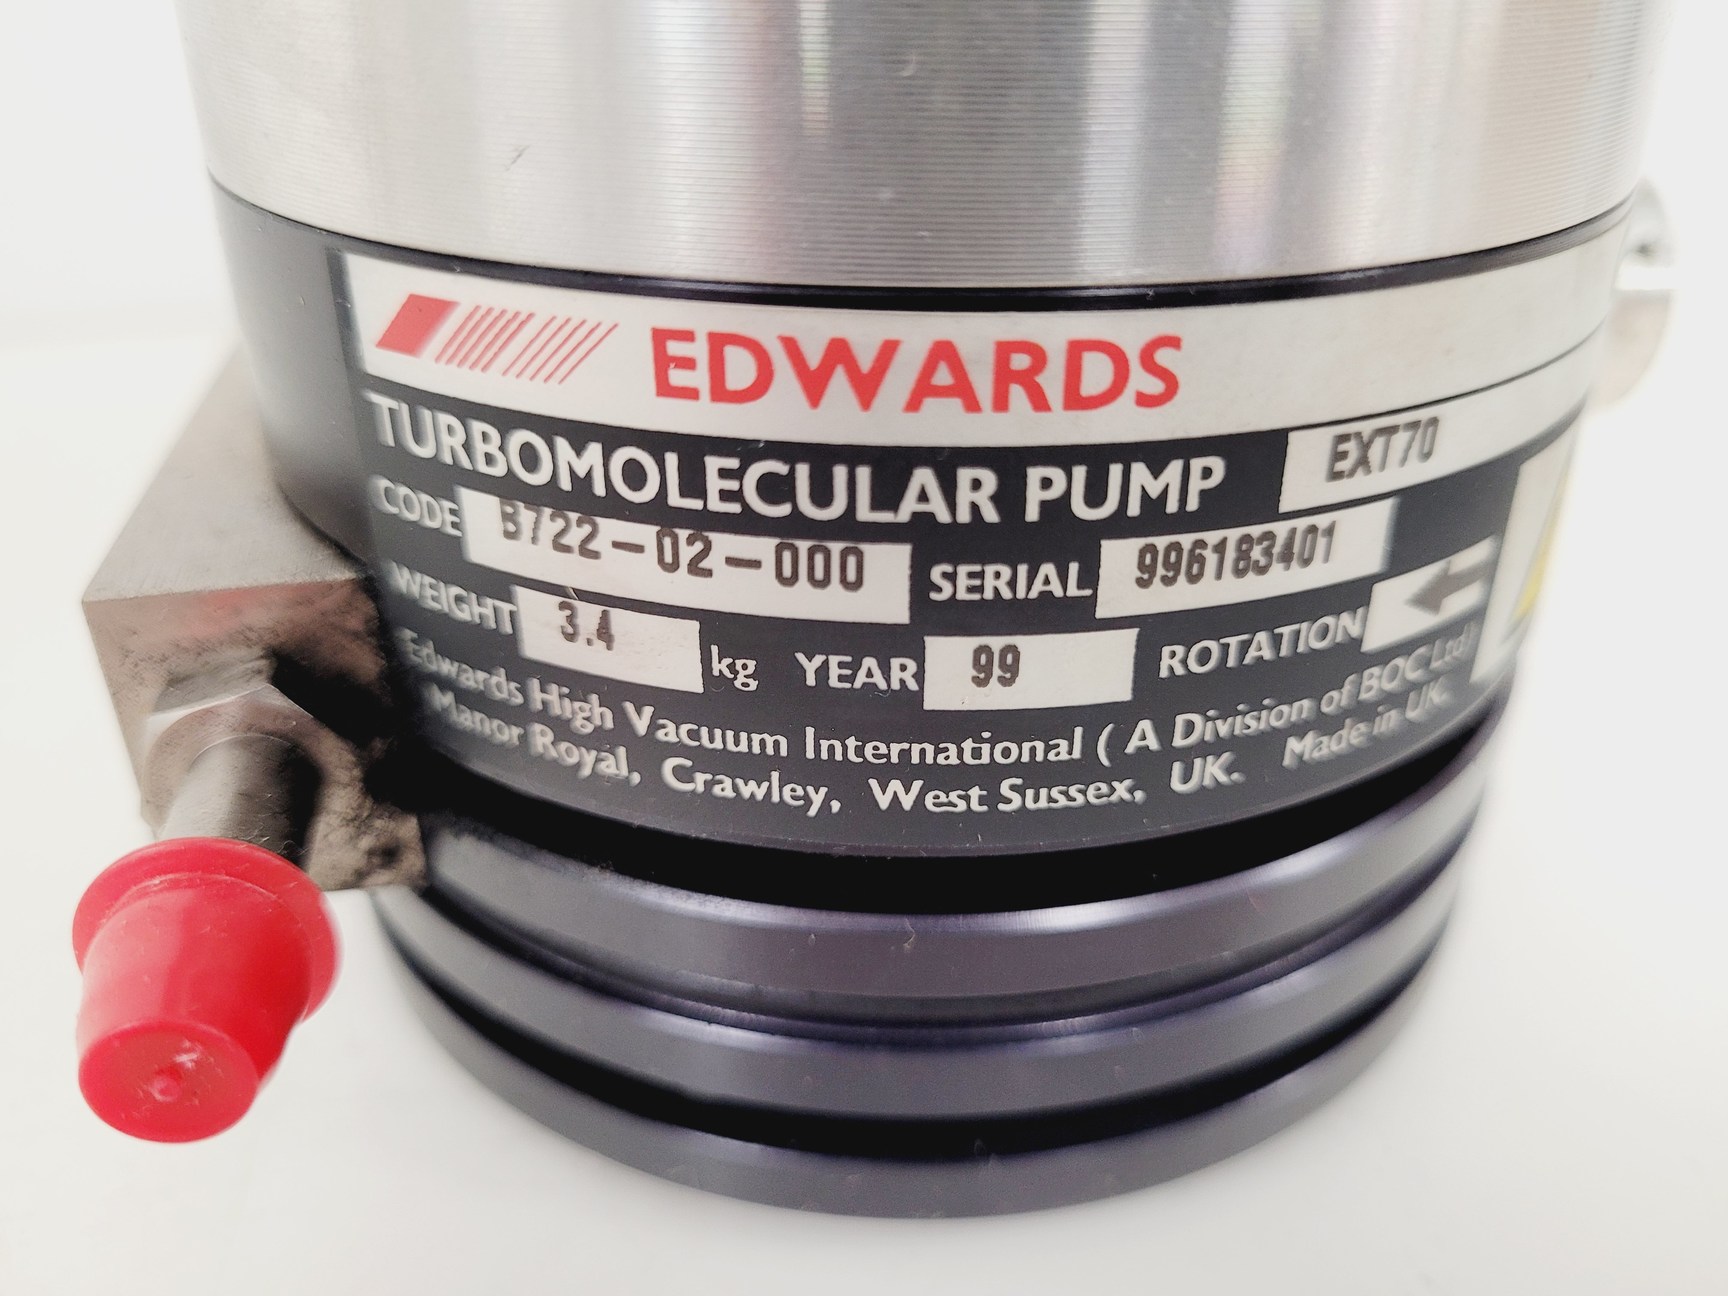 EDWARDS
TURBOMOLECULAR PUMP EXT70
CODE B722-02-000 SERIAL 996183401
WEIGHT 3.4 kg YEAR 99 ROTATION
Edwards High Vacuum International ( A Division of BOC Ltd)
Manor Royal, Crawley, West Sussex, UK. Made in UK.